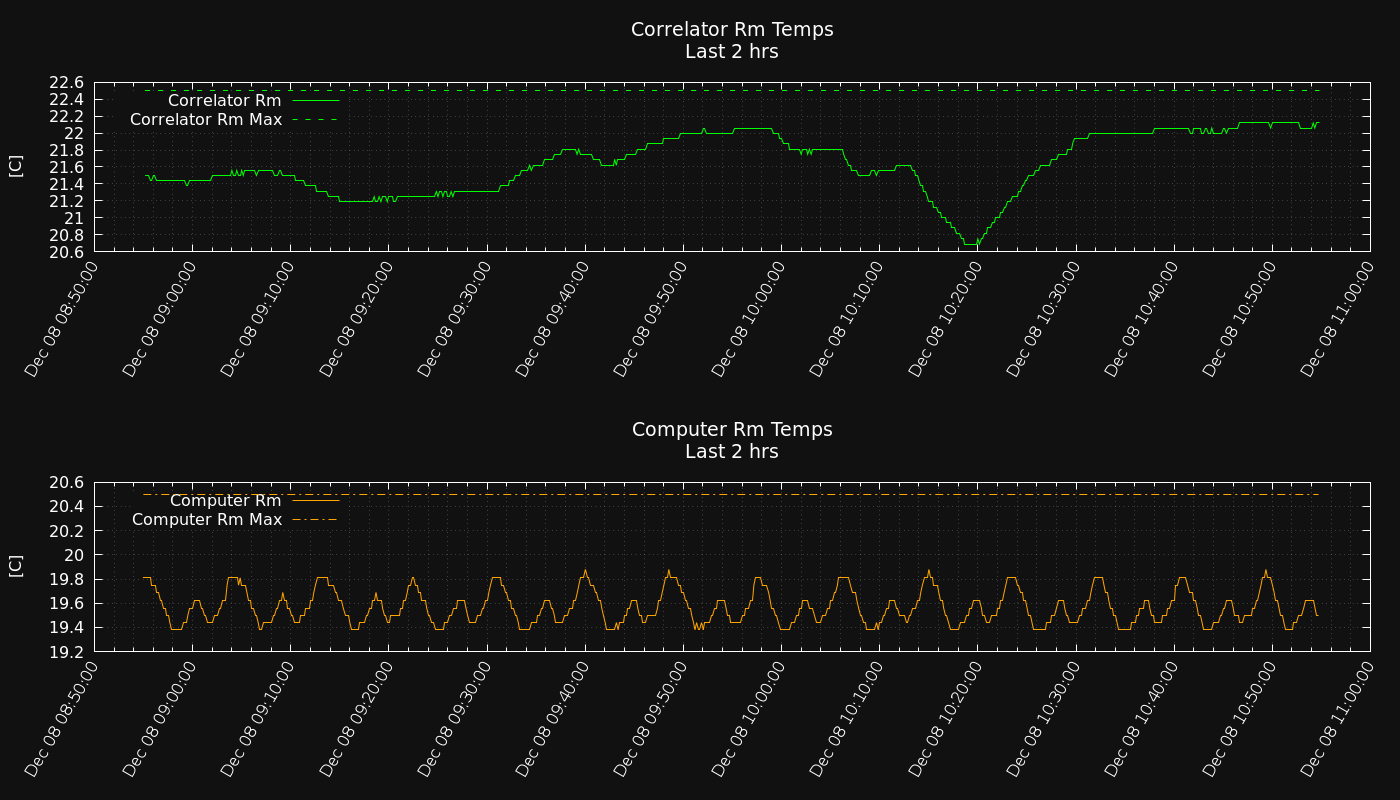 Correlator Rm Temps
Last 2 hrs
22.6
22.4
22.2
22
21.8
21.6
21.4
21.2
21
20.8
20.6
[C]
Correlator Rm
Correlator Rm Max
Dec 08 08:50:00
Dec 08 09:00:00
Dec 08 09:10:00
Dec 08 09:20:00
Dec 08 09:30:00
Dec 08 09:40:00
Dec 08 09:50:00
Dec 08 10:00:00
Dec 08 10:10:00
Dec 08 10:20:00
Dec 08 10:30:00
Dec 08 10:40:00
Dec 08 10:50:00
Dec 08 11:00:00
Computer Rm Temps
Last 2 hrs
20.6
20.4
20.2
20
19.8
19.6
19.4
19.2
[C]
Computer Rm
Computer Rm Max
Dec 08 08:50:00
Dec 08 09:00:00
Dec 08 09:10:00
Dec 08 09:20:00
Dec 08 09:30:00
Dec 08 09:40:00
Dec 08 09:50:00
Dec 08 10:00:00
Dec 08 10:10:00
Dec 08 10:20:00
Dec 08 10:30:00
Dec 08 10:40:00
Dec 08 10:50:00
Dec 08 11:00:00